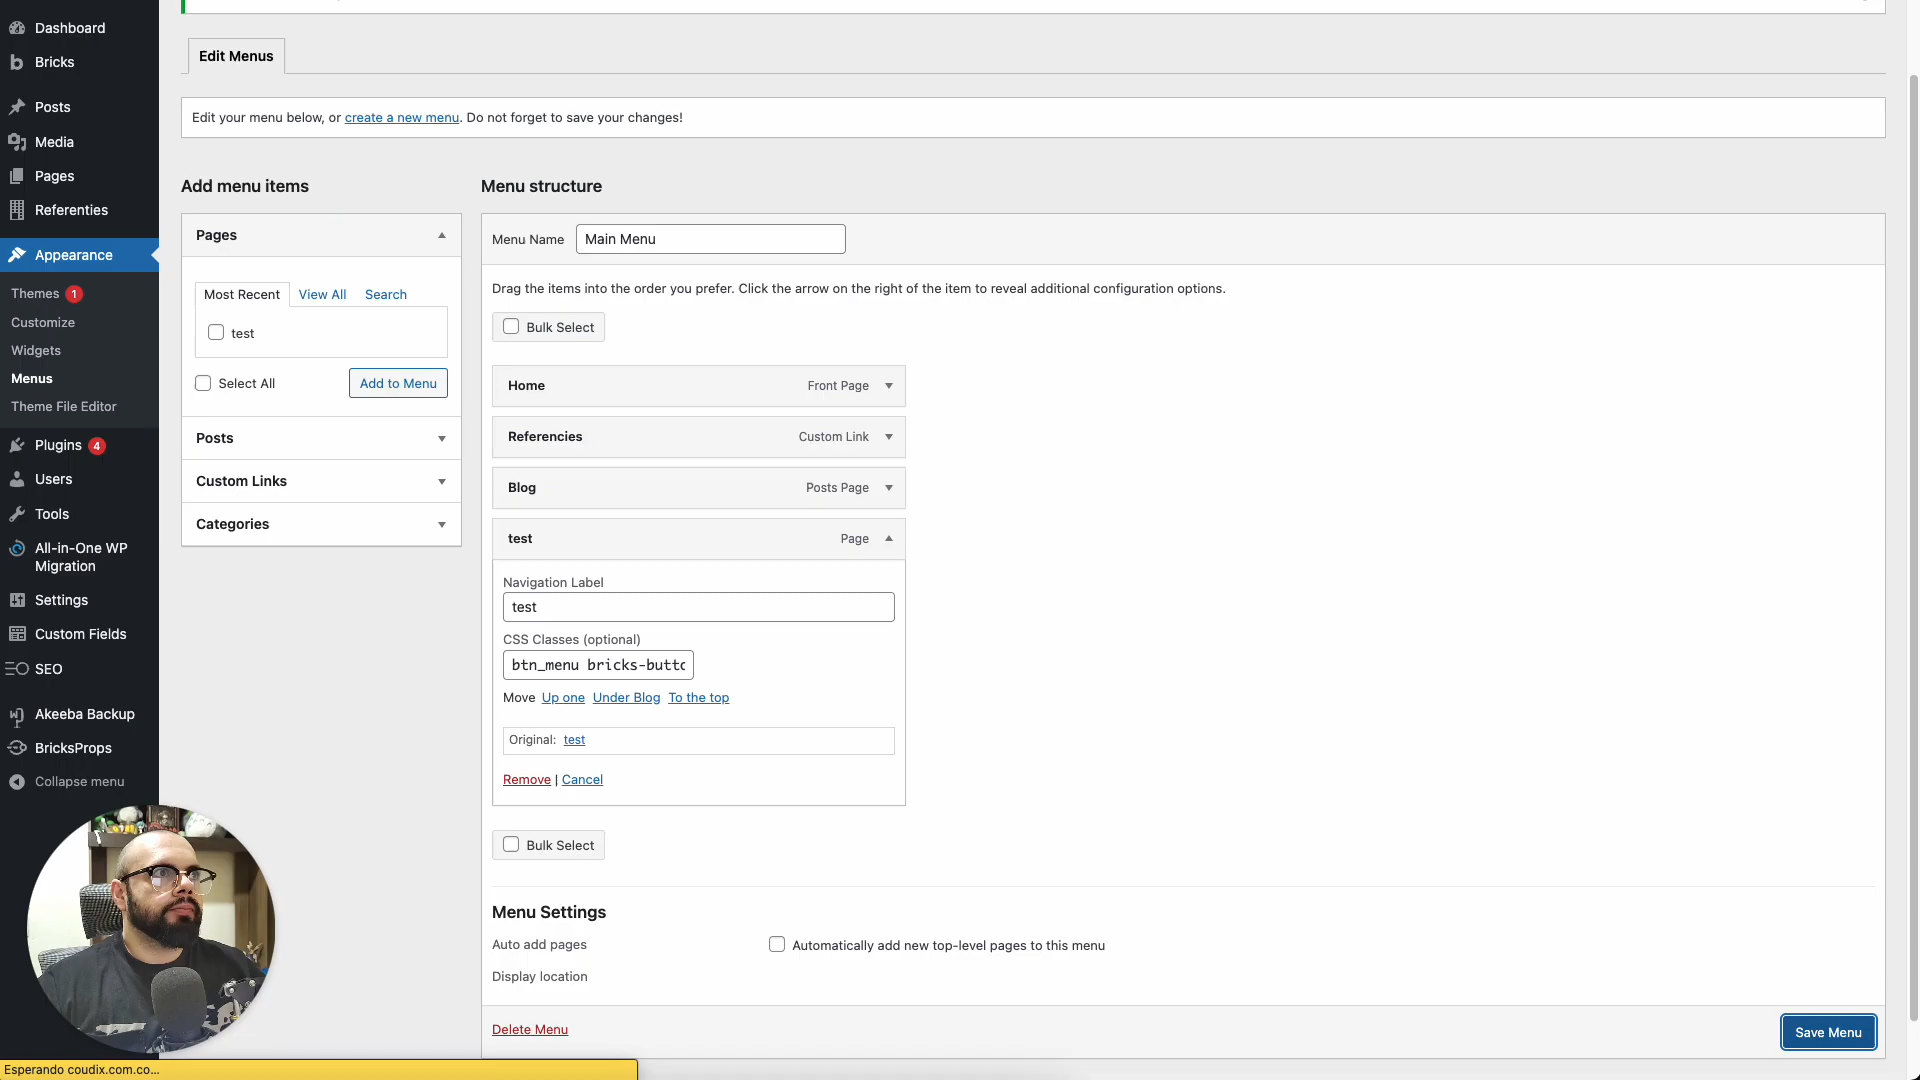 Dashboard
Bricks
Posts
Media
Pages
Referenties
Appearance
Themes 1
Customize
Widgets
Menus
Theme File Editor
Plugins 4
Users
Tools
All-in-One WP
Migration
Settings
Custom Fields
SEO
Akeeba Backup
BricksProps
Collapse menu
Edit Menus
Edit your menu below, or create a new menu. Do not forget to save your changes!
Add menu items
Pages
Most Recent View All Search
test
Select All Add to Menu
Posts
Custom Links
Categories
Menu structure
Menu Name Main Menu
Drag the items into the order you prefer. Click the arrow on the right of the item to reveal additional configuration options.
Bulk Select
Home Front Page
Referencies Custom Link
Blog Posts Page
test Page
Navigation Label
test
CSS Classes (optional)
btn_menu bricks-butto
Move Up one Under Blog To the top
Original: test
Remove | Cancel
Bulk Select
Menu Settings
Auto add pages Automatically add new top-level pages to this menu
Display location
Delete Menu Save Menu
Esperando coudix.com.co...